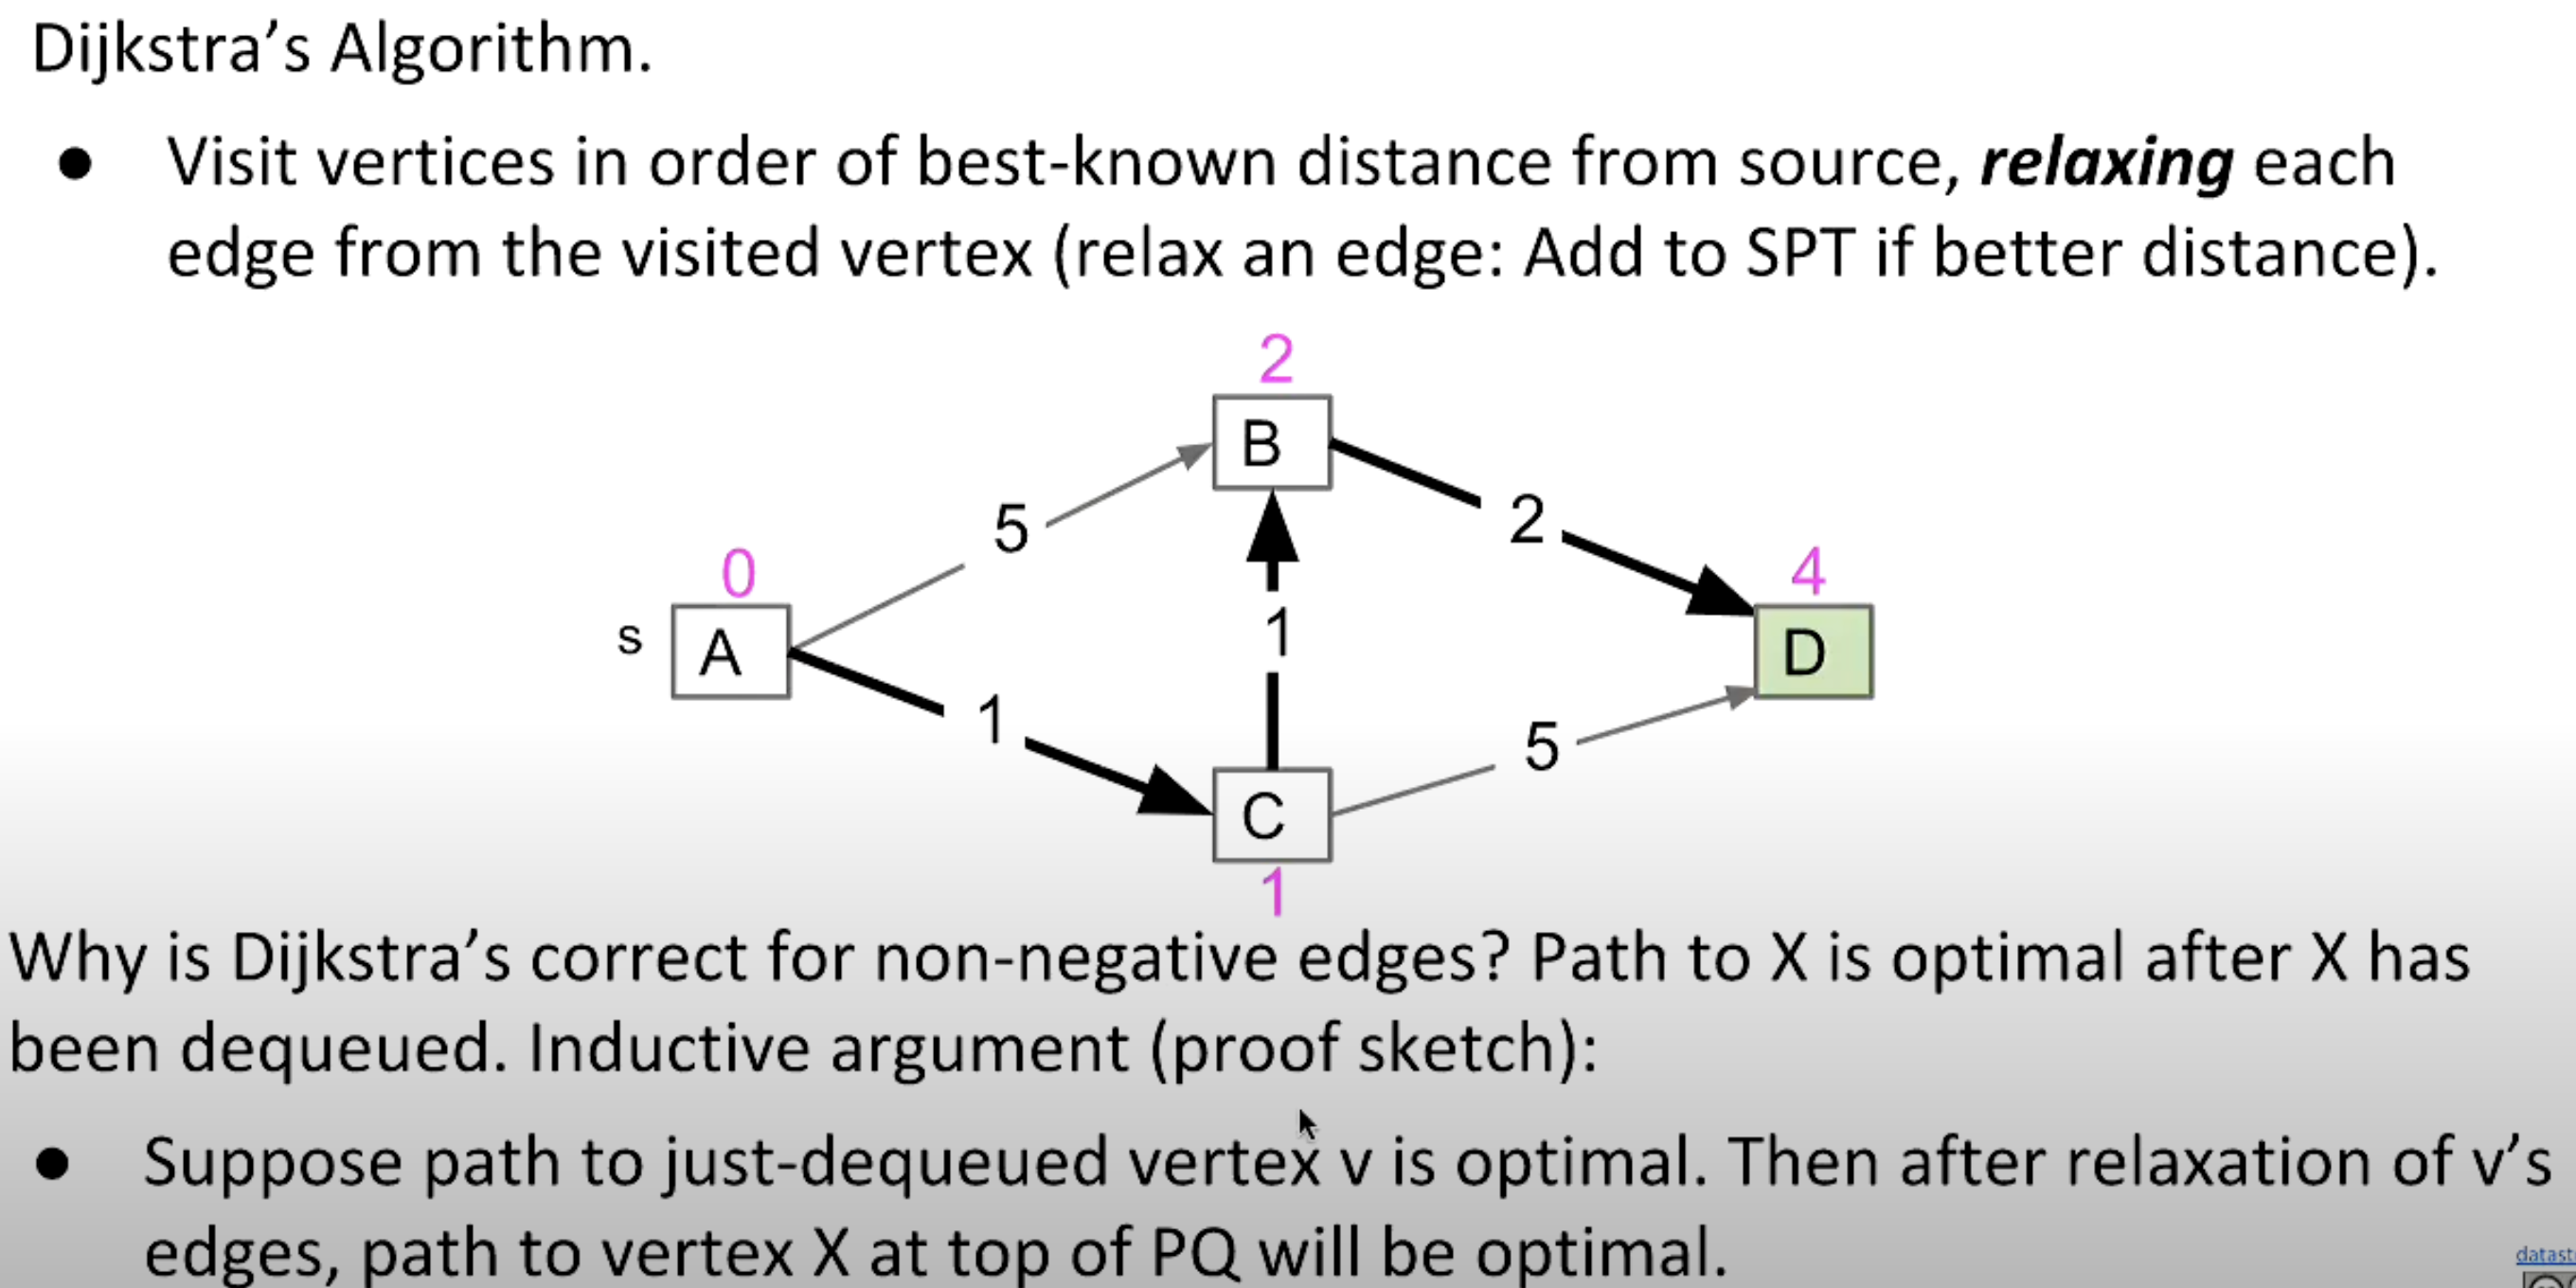 Dijkstra’s Algorithm.
● Visit vertices in order of best-known distance from source, relaxing each
edge from the visited vertex (relax an edge: Add to SPT if better distance).
2
B
5
2
0
4
s
A
1
D
1
5
C
1
Why is Dijkstra’s correct for non-negative edges? Path to X is optimal after X has
been dequeued. Inductive argument (proof sketch):
● Suppose path to just-dequeued vertex v is optimal. Then after relaxation of v’s
edges, path to vertex X at top of PQ will be optimal.
datast